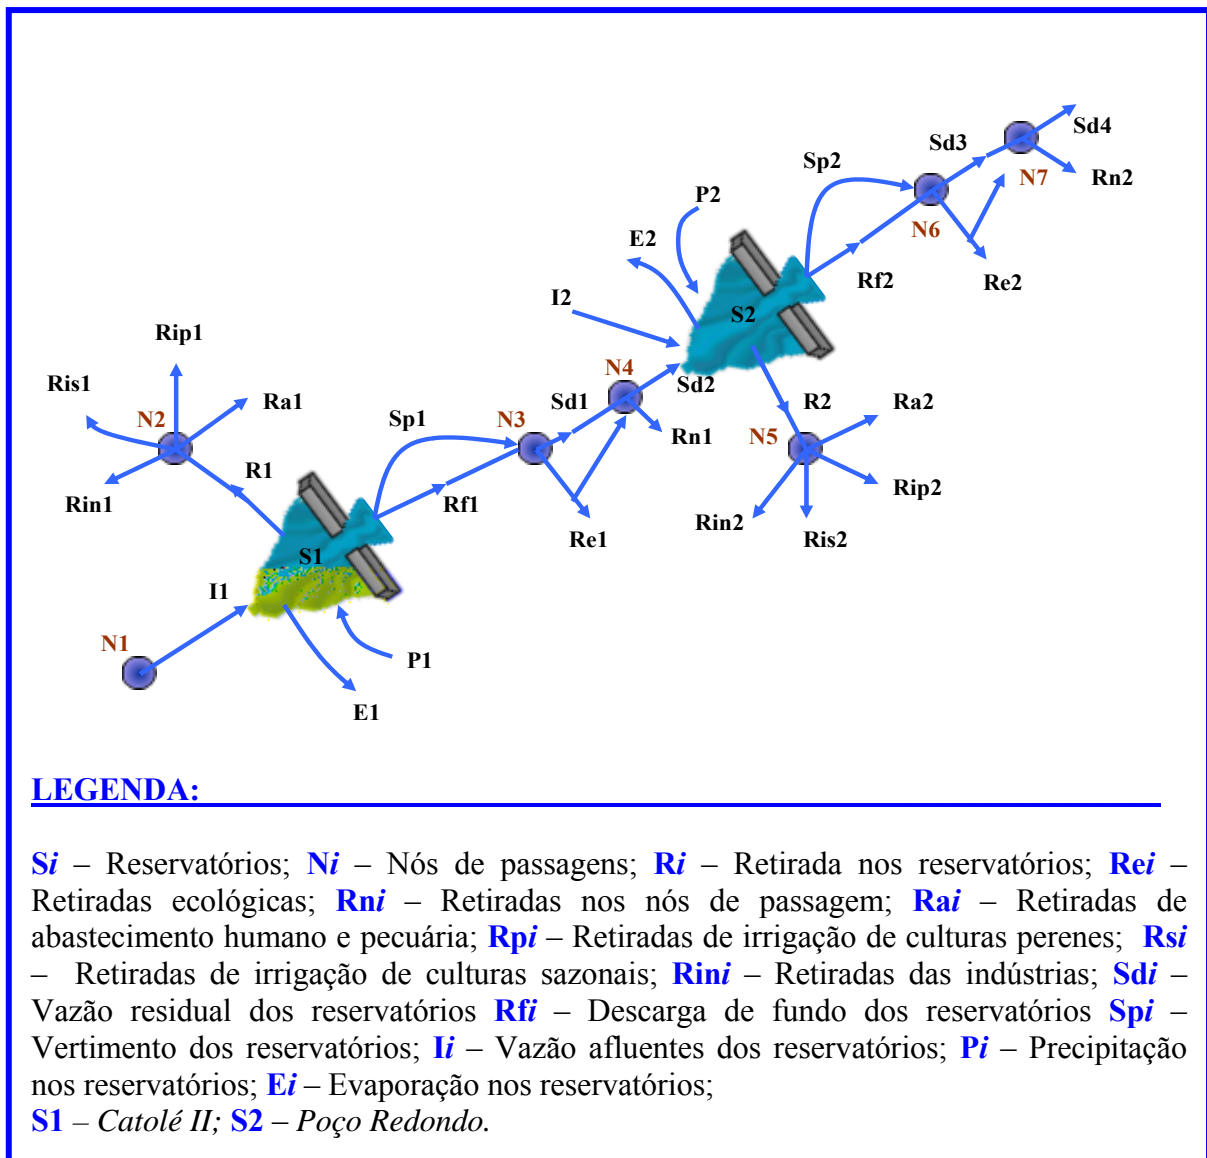 Sd4
Sd3
Sp2
N7
Rn2
P2
N6
E2
Rf2
Re2
I2
S2
Rip1
N4
Ris1
Sd2
Ra1
N2
Sp1
N3
Sd1
R2
Ra2
Rn1
N5
R1
Rin1
Rf1
Rip2
Rin2
Ris2
Re1
S1
I1
N1
P1
E1
LEGENDA:
Si – Reservatórios; Ni – Nós de passagens; Ri – Retirada nos reservatórios; Rei –
Retiradas ecológicas; Rni – Retiradas nos nós de passagem; Rai – Retiradas de
abastecimento humano e pecuária; Rpi – Retiradas de irrigação de culturas perenes; Rsi
– Retiradas de irrigação de culturas sazonais; Rini – Retiradas das indústrias; Sdi –
Vazão residual dos reservatórios Rfi – Descarga de fundo dos reservatórios Spi –
Vertimento dos reservatórios; Ii – Vazão afluentes dos reservatórios; Pi – Precipitação
nos reservatórios; Ei – Evaporação nos reservatórios;
S1 – Catolé II; S2 – Poço Redondo.